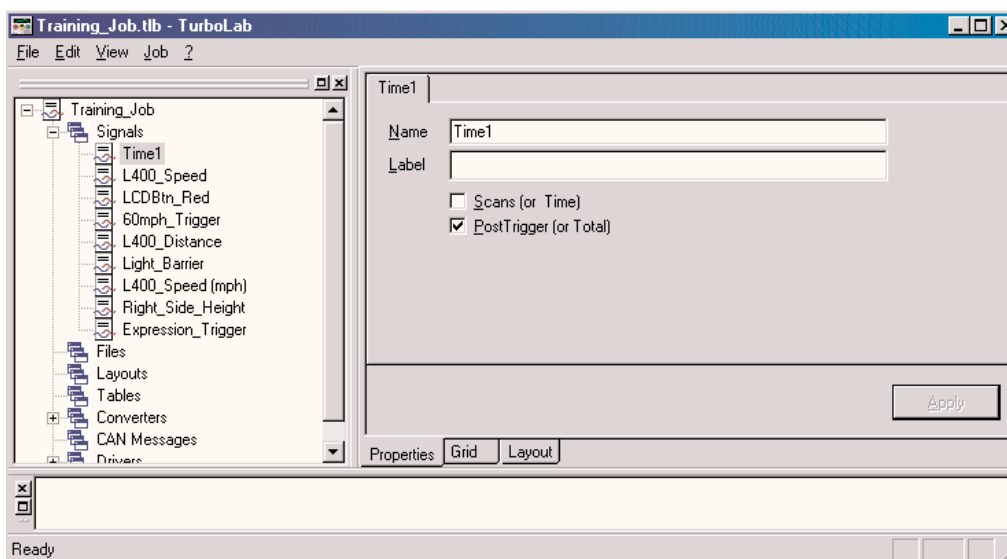 Training_Job.tlb - TurboLab
File Edit View Job ?
Training_Job
Signals
Time1
L400_Speed
LCDBtn_Red
60mph_Trigger
L400_Distance
Light_Barrier
L400_Speed (mph)
Right_Side_Height
Expression_Trigger
Files
Layouts
Tables
Converters
CAN Messages
Drivers
Time1
Name Time1
Label
Scans (or Time)
PostTrigger (or Total)
Apply
Properties Grid Layout
Ready